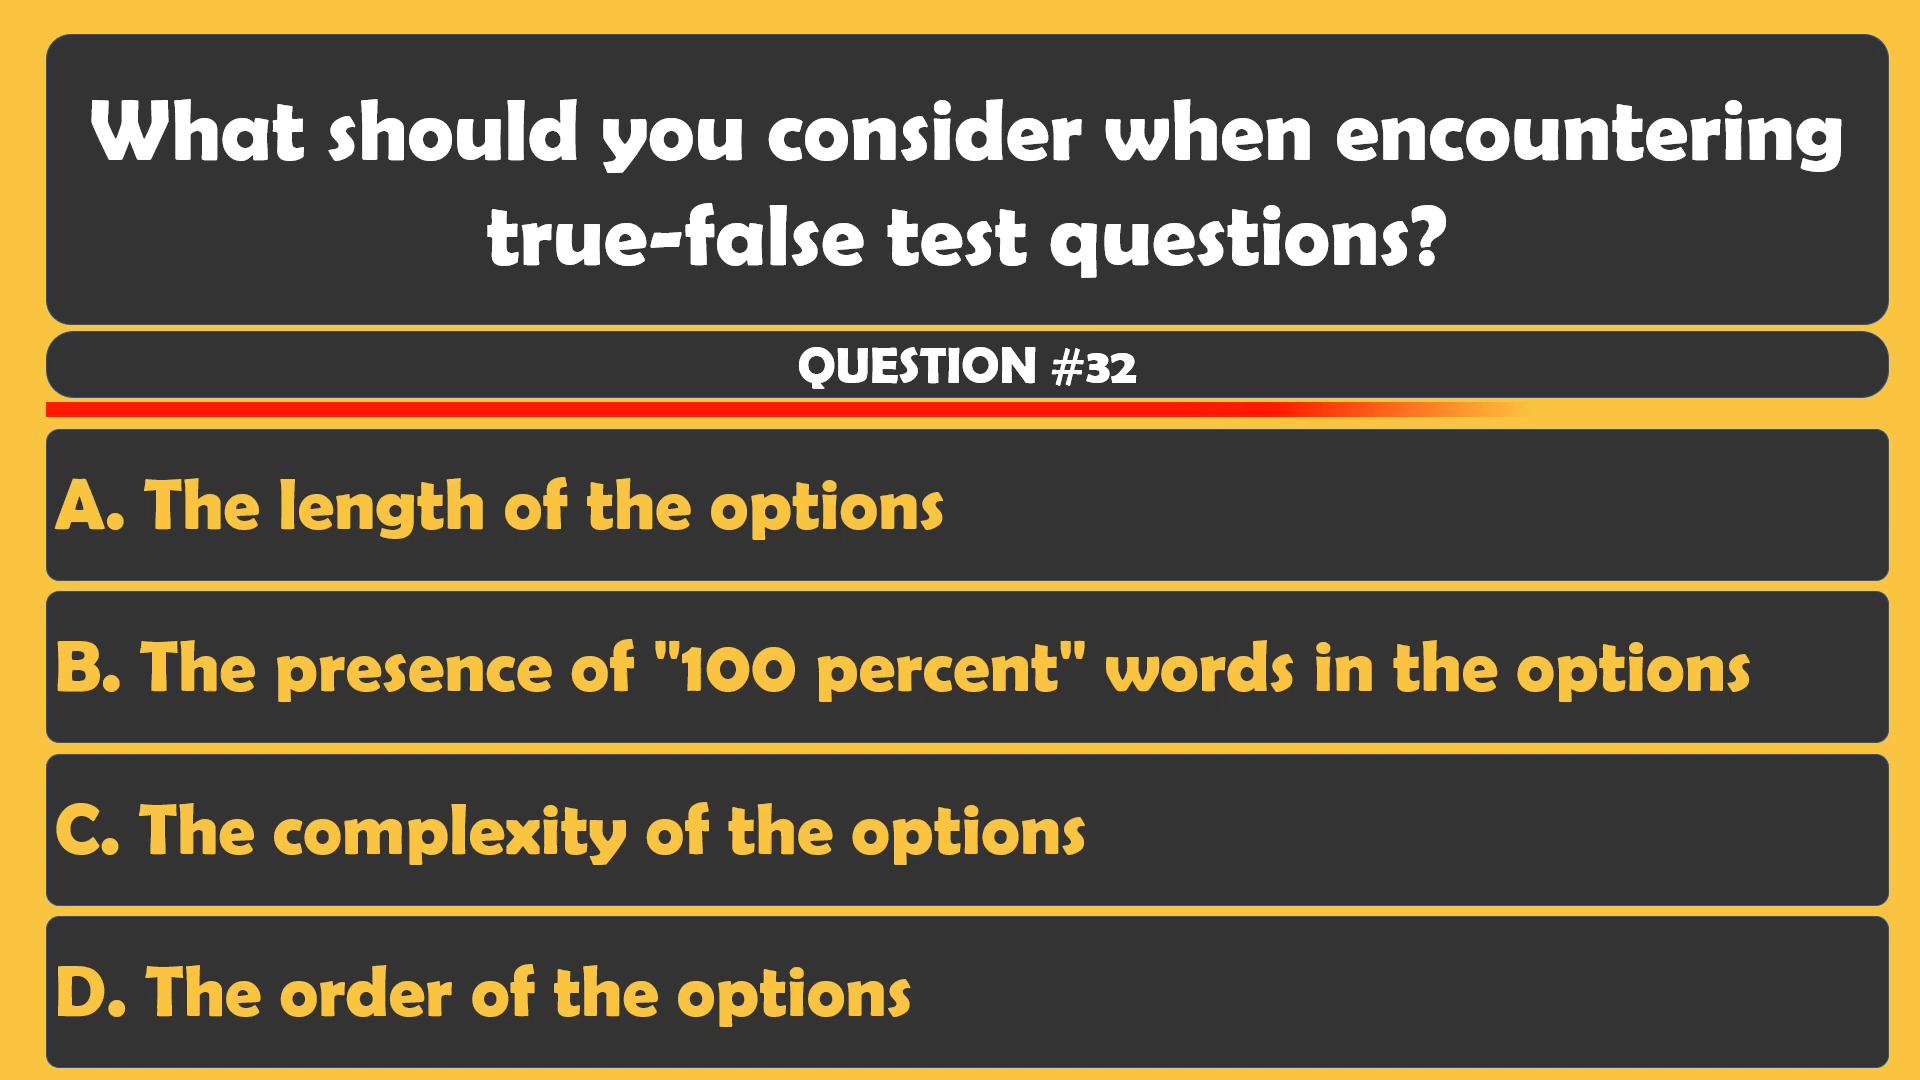 What should you consider when encountering
true-false test questions?
QUESTION #32
A. The length of the options
B. The presence of "100 percent" words in the options
C. The complexity of the options
D. The order of the options